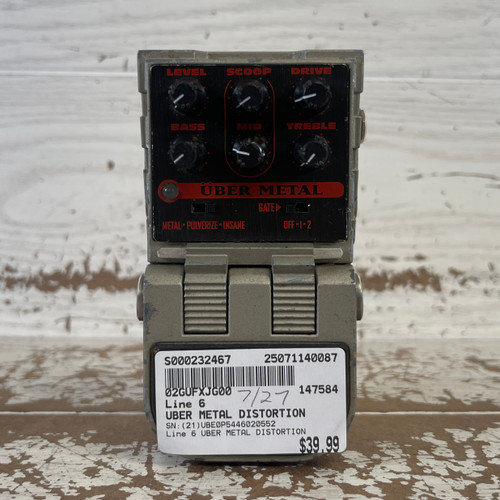 LEVEL SCOOP DRIVE
BASS MID TREBLE
UBER METAL
GATE▶
METAL • PULVERIZE • INSANE OFF • 1 • 2
S000232467 25071140087
02GUFXJG00 7/27 147584
Line 6
UBER METAL DISTORTION
SN:(21)UBE0P5446020552
Line 6 UBER METAL DISTORTION
$39.99